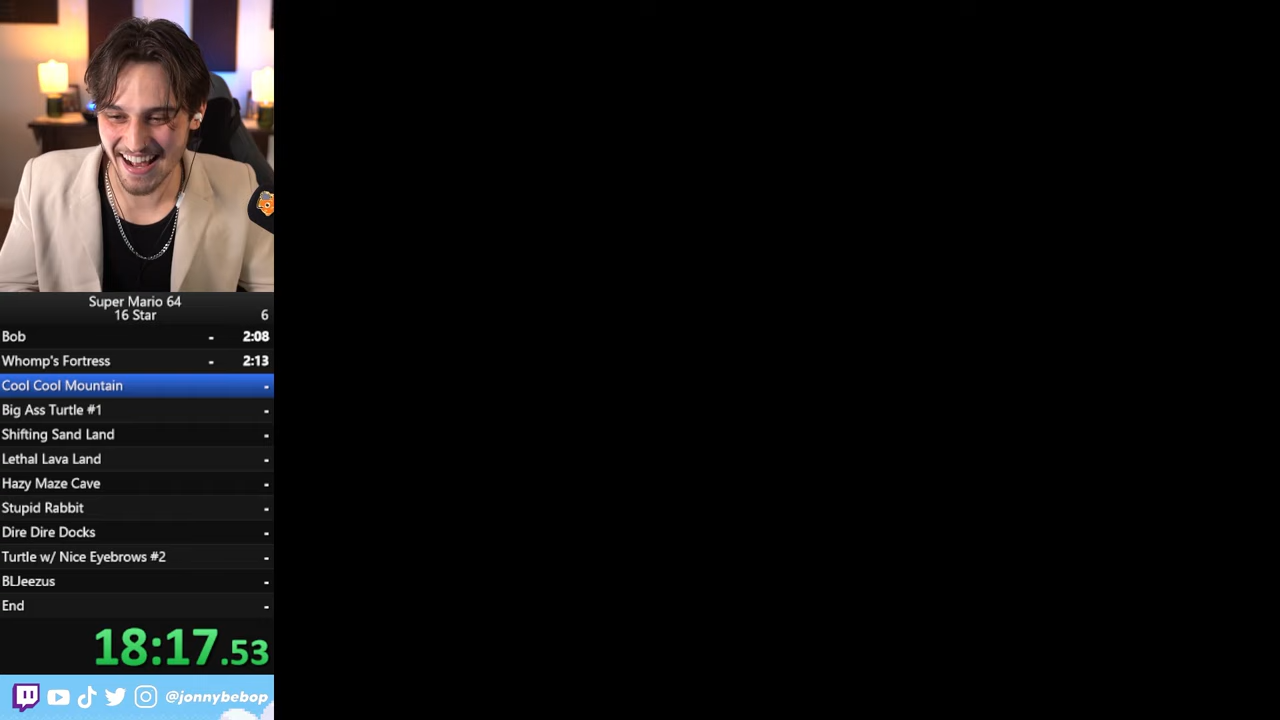 Super Mario 64
16 Star 6
Bob - 2:08
Whomp's Fortress - 2:13
Cool Cool Mountain -
Big Ass Turtle #1 -
Shifting Sand Land -
Lethal Lava Land -
Hazy Maze Cave -
Stupid Rabbit -
Dire Dire Docks -
Turtle w/ Nice Eyebrows #2 -
BLJeezus -
End -
18:17.53
@jonnybebop